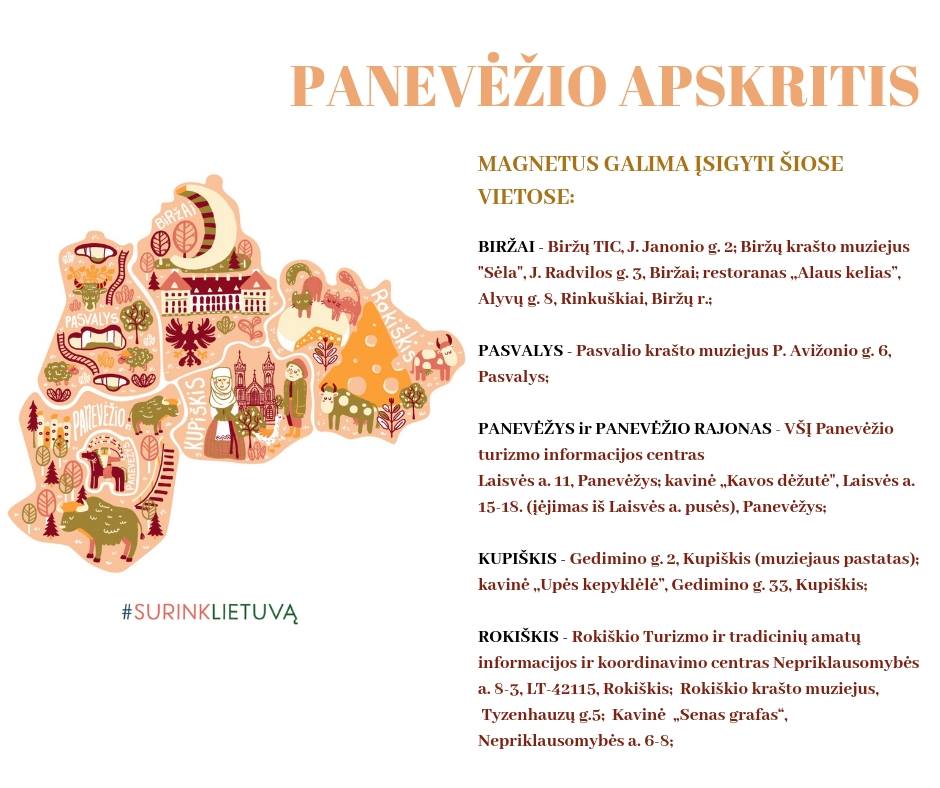 PANEVĖŽIO APSKRITIS
MAGNETUS GALIMA ĮSIGYTI ŠIOSE
VIETOSE:
BIRŽAI - Biržų TIC, J. Janonio g. 2; Biržų krašto muziejus
"Sėla", J. Radvilos g. 3, Biržai; restoranas „Alaus kelias”,
Alyvų g. 8, Rinkuškiai, Biržų r.;
PASVALYS - Pasvalio krašto muziejus P. Avižonio g. 6,
Pasvalys;
PANEVĖŽYS ir PANEVĖŽIO RAJONAS - VŠĮ Panevėžio
turizmo informacijos centras
Laisvės a. 11, Panevėžys; kavinė „Kavos dėžutė", Laisvės a.
15-18. (įėjimas iš Laisvės a. pusės), Panevėžys;
KUPIŠKIS - Gedimino g. 2, Kupiškis (muziejaus pastatas);
kavinė „Upės kepyklėlė”, Gedimino g. 33, Kupiškis;
ROKIŠKIS - Rokiškio Turizmo ir tradicinių amatų
informacijos ir koordinavimo centras Nepriklausomybės
a. 8-3, LT-42115, Rokiškis; Rokiškio krašto muziejus,
Tyzenhauzų g.5; Kavinė „Senas grafas“,
Nepriklausomybės a. 6-8;
BIRŽAI
PASVALYS
ROKIŠKIS
KUPIŠKIS
PANEVĖŽIO
PANEVĖŽYS
#SURINKLIETUVĄ